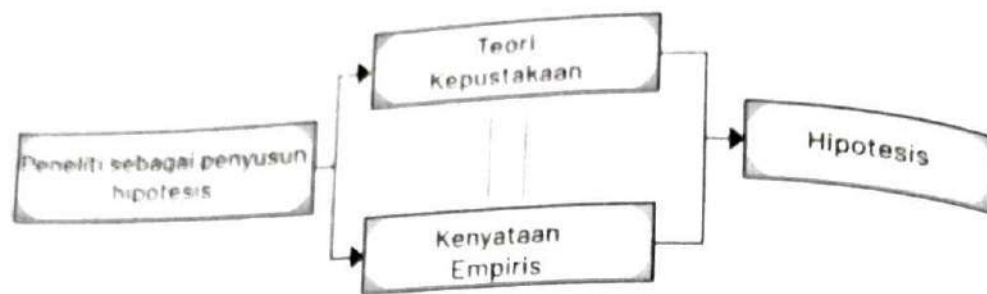 Peneliti sebagai penyusun
hipotesis
Teori
Kepustakaan
Kenyataan
Empiris
Hipotesis